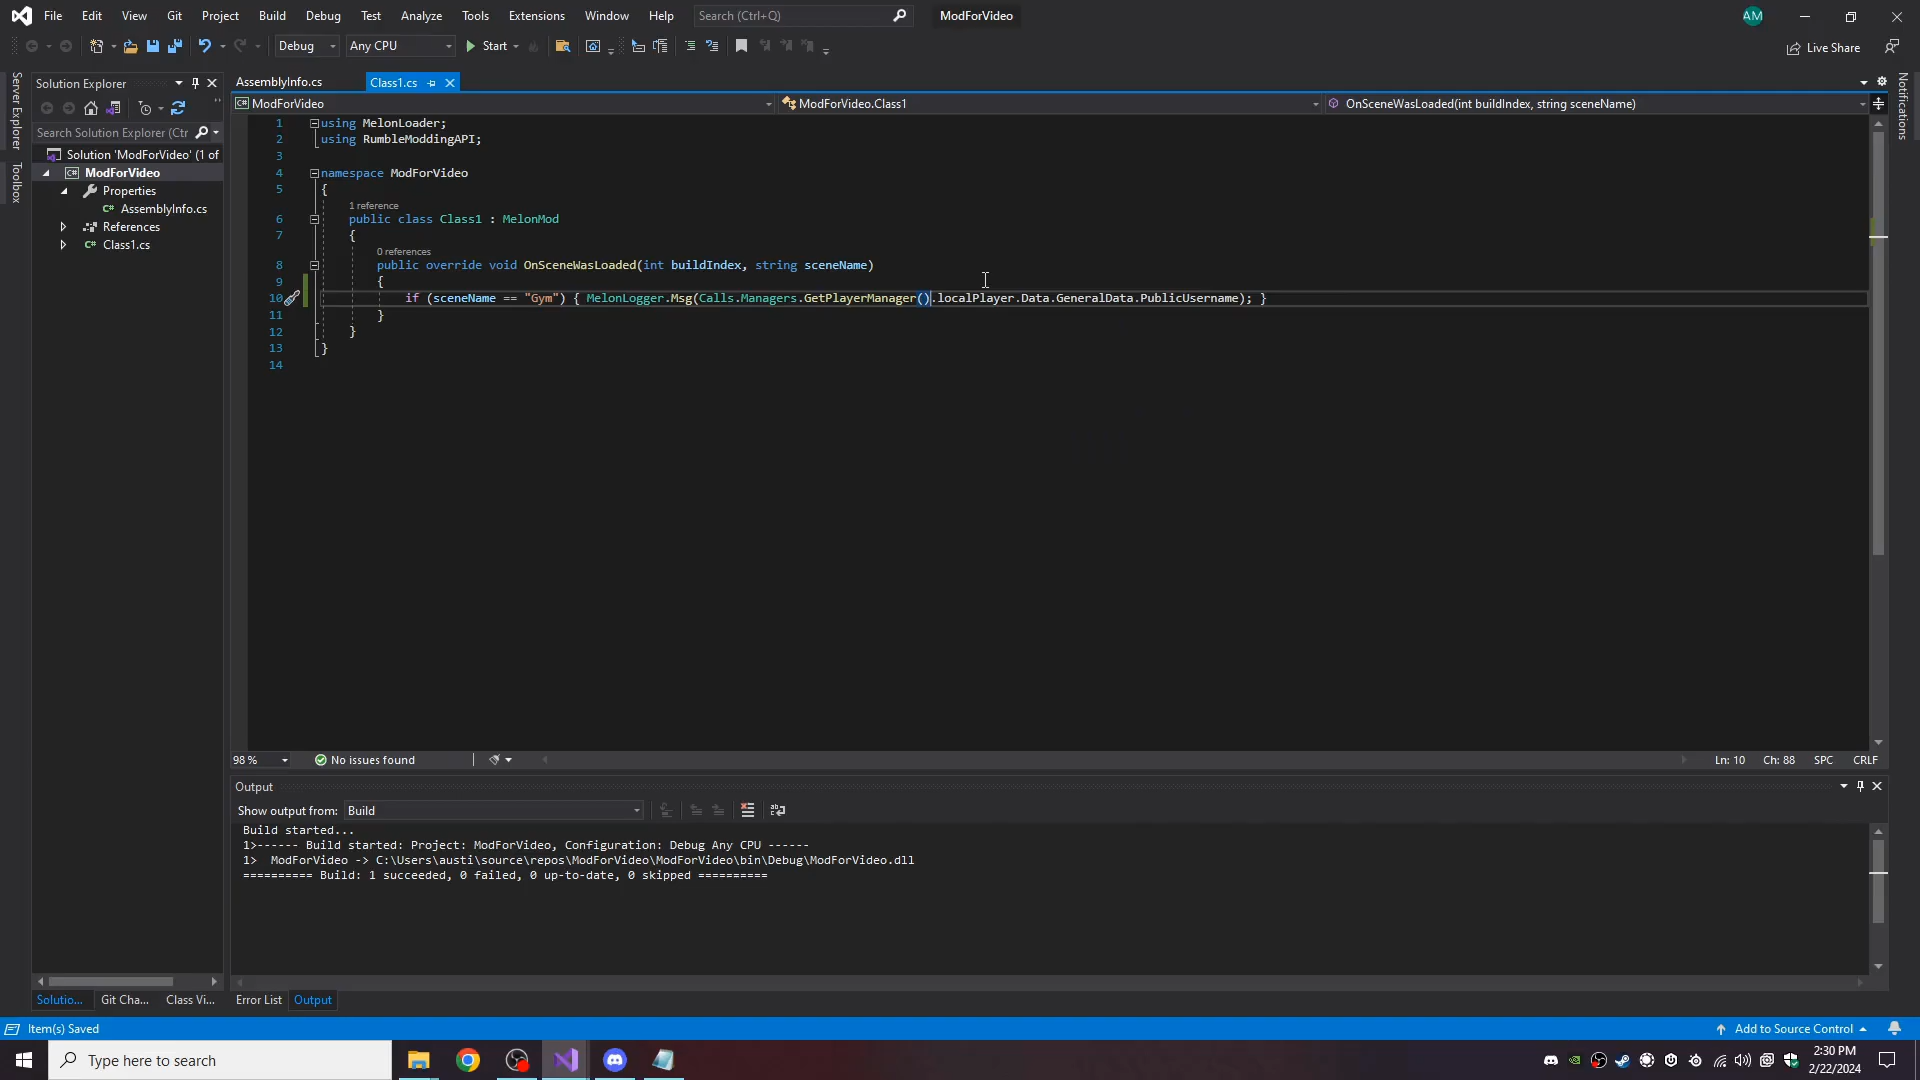 File Edit View Git Project Build Debug Test Analyze Tools Extensions Window Help Search (Ctrl+Q) ModForVideo AM
Debug Any CPU Start Live Share
Server Explorer
Toolbox
Notifications
Solution Explorer
Search Solution Explorer (Ctr
Solution 'ModForVideo' (1 of
C# ModForVideo
Properties
C# AssemblyInfo.cs
References
C# Class1.cs
AssemblyInfo.cs Class1.cs
C# ModForVideo ModForVideo.Class1 OnSceneWasLoaded(int buildIndex, string sceneName)
1 using MelonLoader;
2 using RumbleModdingAPI;
3
4 namespace ModForVideo
5 {
1 reference
6 public class Class1 : MelonMod
7 {
0 references
8 public override void OnSceneWasLoaded(int buildIndex, string sceneName)
9 {
10 if (sceneName == "Gym") { MelonLogger.Msg(Calls.Managers.GetPlayerManager().localPlayer.Data.GeneralData.PublicUsername); }
11 }
12 }
13 }
14
98 % No issues found Ln: 10 Ch: 88 SPC CRLF
Output
Show output from: Build
Build started...
1>------ Build started: Project: ModForVideo, Configuration: Debug Any CPU ------
1>  ModForVideo -> C:\Users\austi\source\repos\ModForVideo\ModForVideo\bin\Debug\ModForVideo.dll
========== Build: 1 succeeded, 0 failed, 0 up-to-date, 0 skipped ==========
Solutio... Git Cha... Class Vi... Error List Output
Item(s) Saved Add to Source Control
Type here to search
2:30 PM
2/22/2024